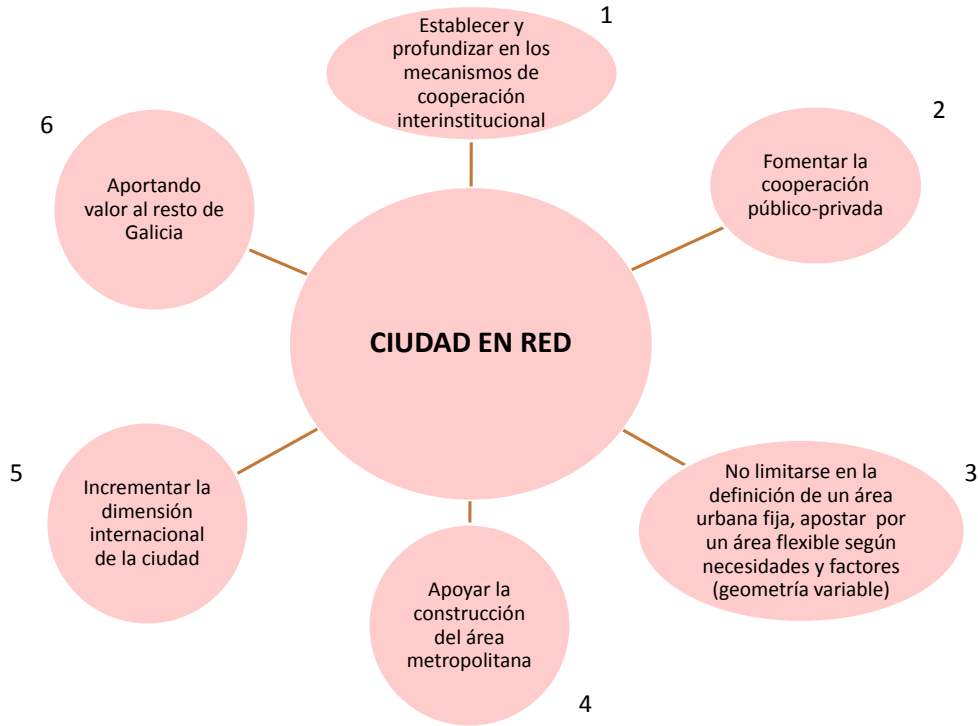 1
Establecer y
profundizar en los
mecanismos de
cooperación
interinstitucional
2
Fomentar la
cooperación
público-privada
3
No limitarse en la
definición de un área
urbana fija, apostar por
un área flexible según
necesidades y factores
(geometría variable)
4
Apoyar la
construcción
del área
metropolitana
5
Incrementar la
dimensión
internacional
de la ciudad
6
Aportando
valor al resto de
Galicia
CIUDAD EN RED